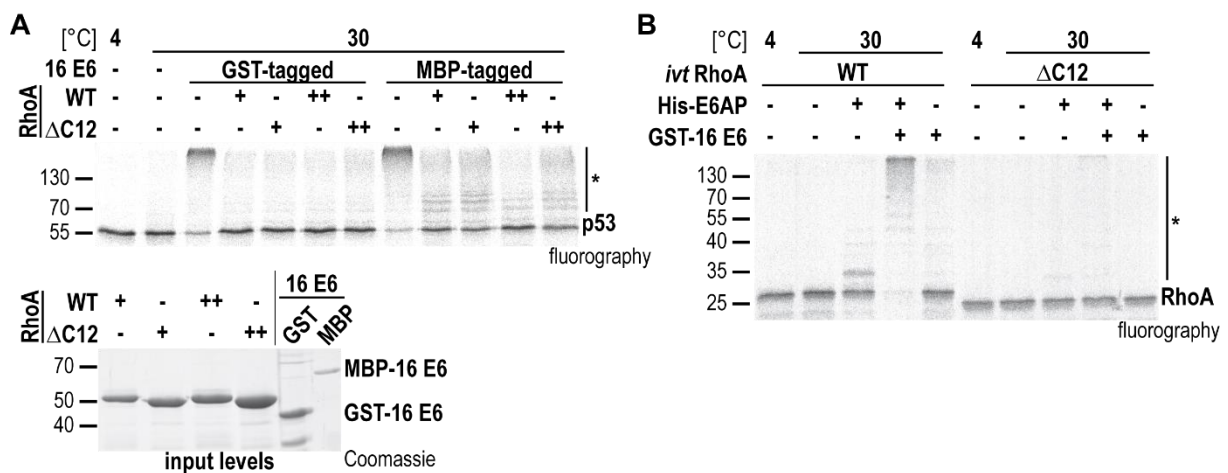 A
[°C] 4 30
16 E6 - - GST-tagged MBP-tagged
RhoA
WT - - - + - ++ - - + - ++ -
ΔC12 - - - - + - ++ - - + - ++
130
70
55
*
p53
fluorography
RhoA
WT + - ++ -
ΔC12 - + - ++
16 E6
GST
MBP
70
50
40
MBP-16 E6
GST-16 E6
input levels Coomassie
B
[°C] 4 30 4 30
ivt RhoA WT ΔC12
His-E6AP - - + + - - - + + -
GST-16 E6 - - - + + - - - + +
130
70
55
40
35
25
*
RhoA
fluorography